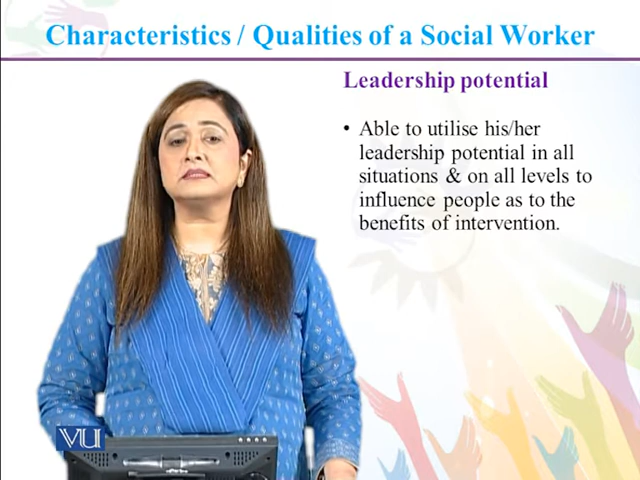 Characteristics / Qualities of a Social Worker
Leadership potential
• Able to utilise his/her
leadership potential in all
situations & on all levels to
influence people as to the
benefits of intervention.
VU